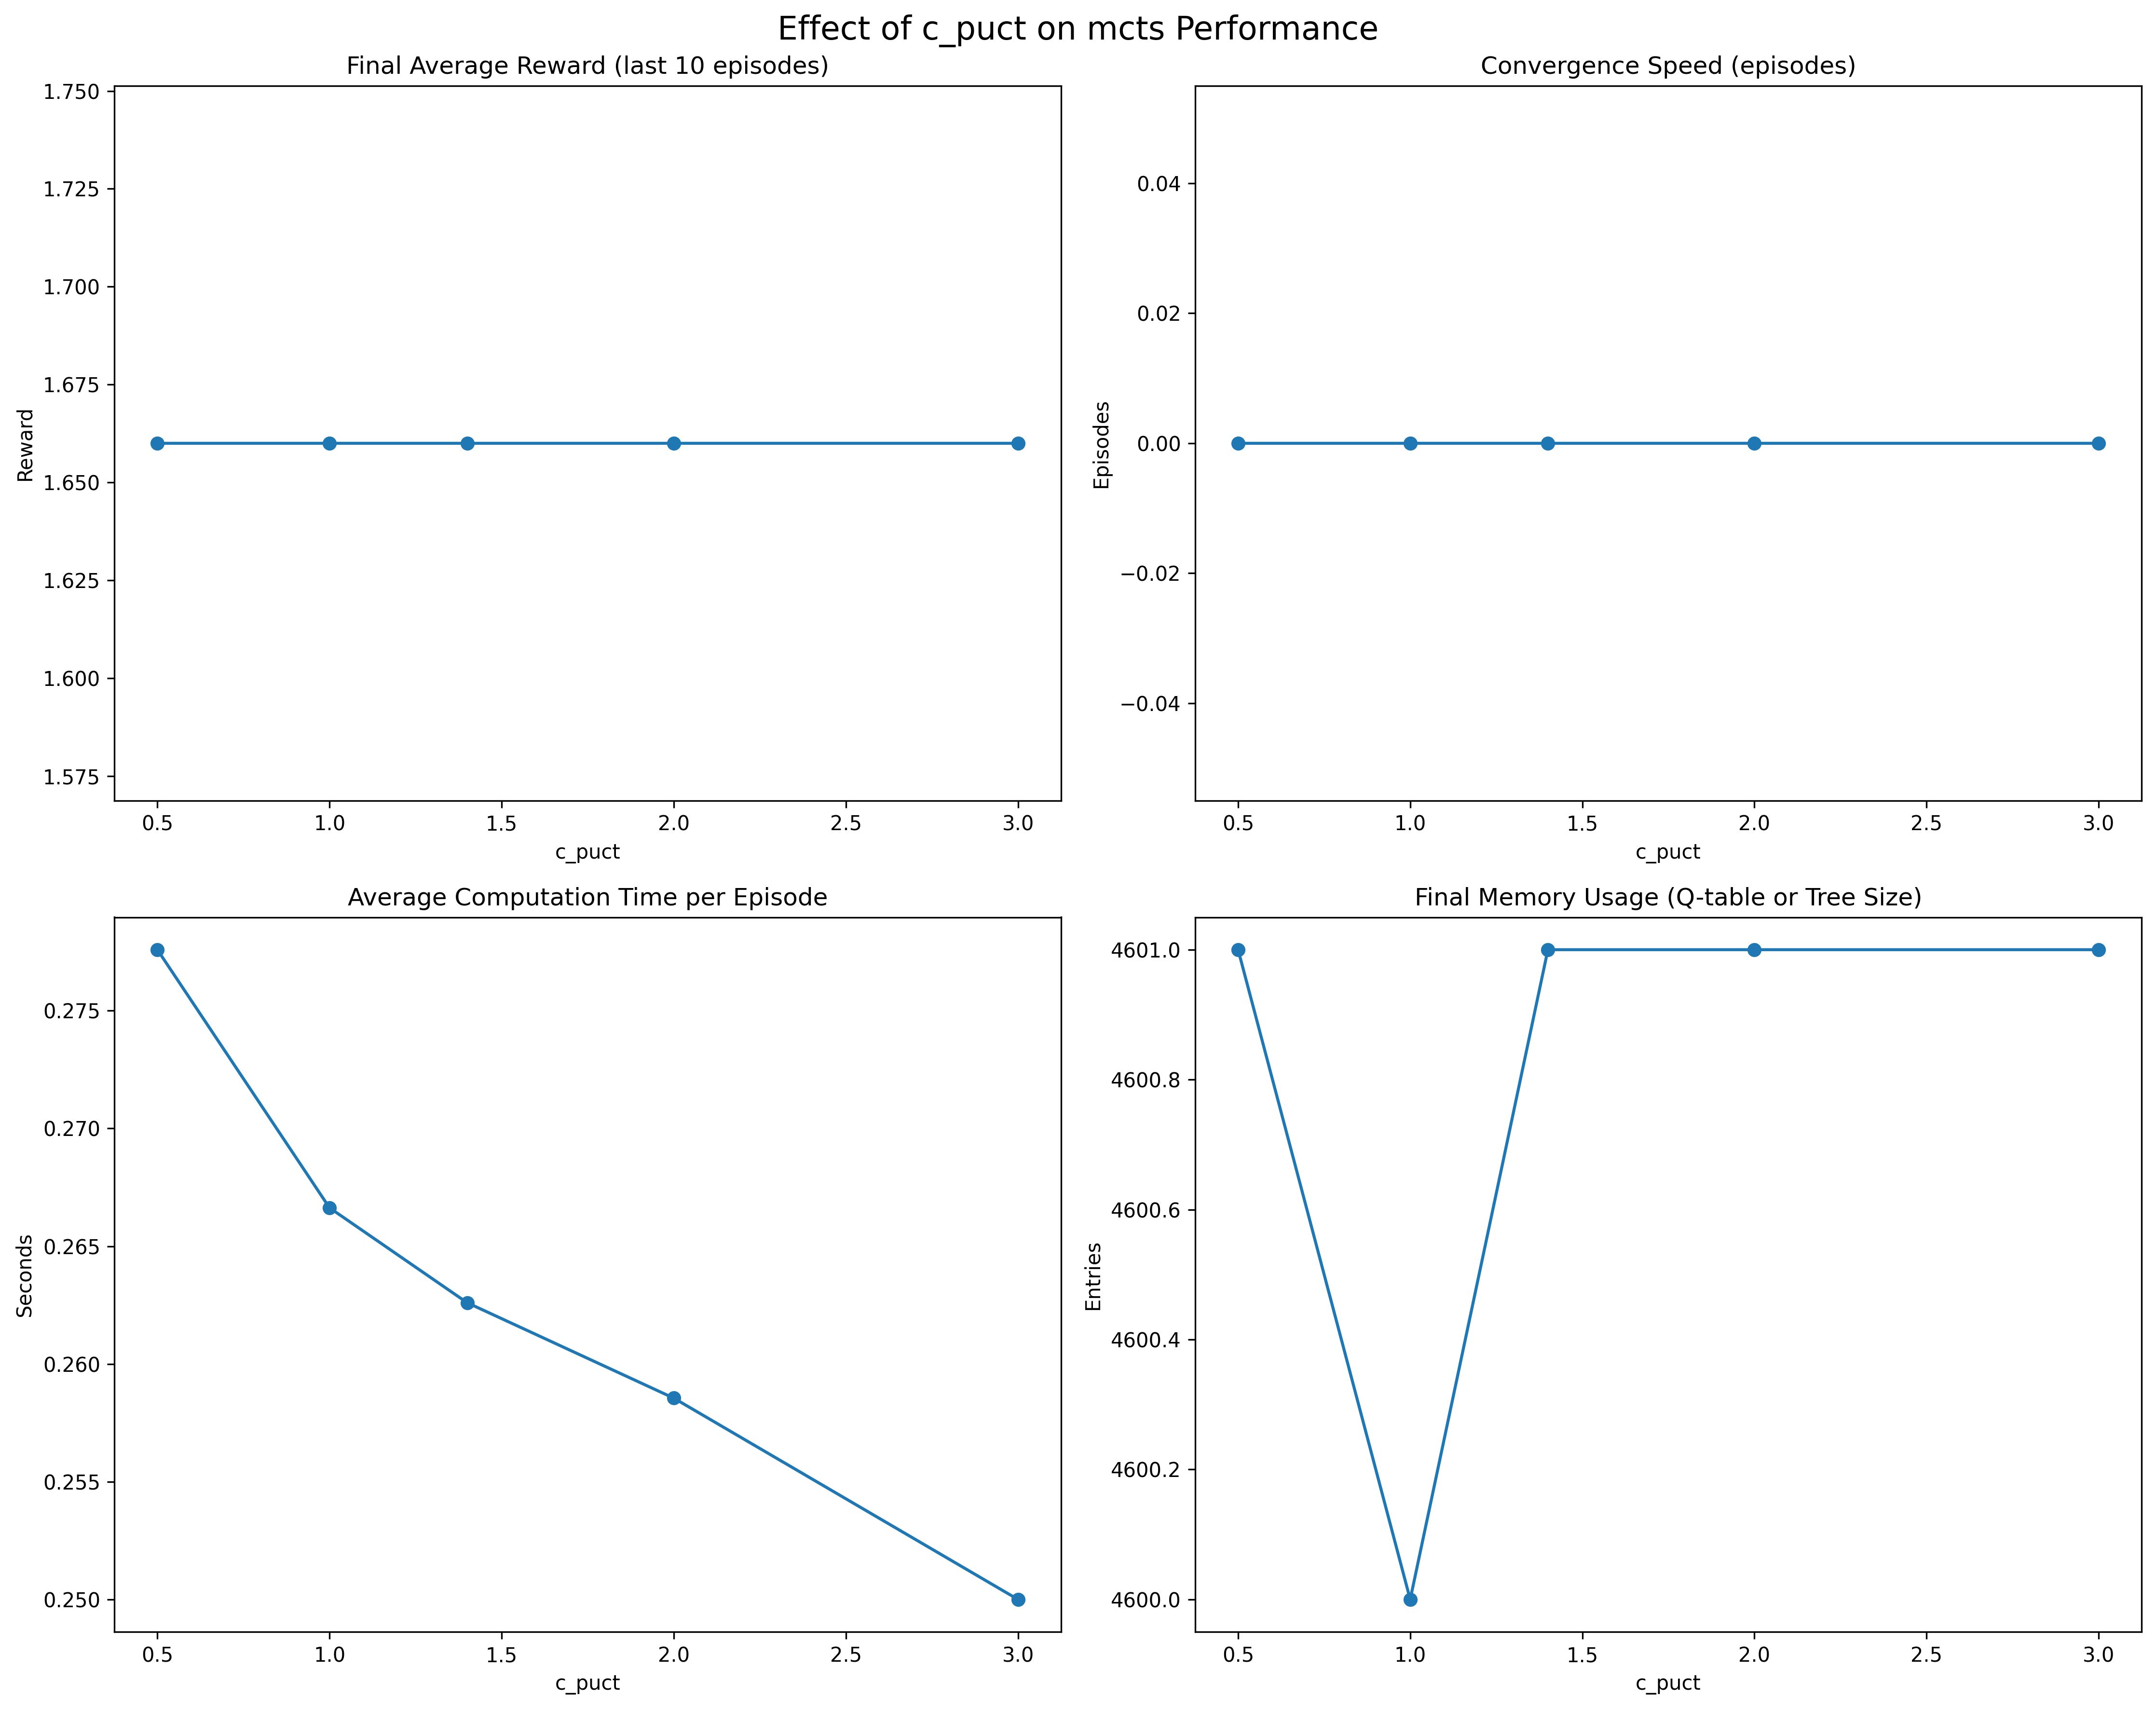 Effect of c_puct on mcts Performance
Final Average Reward (last 10 episodes)
1.750
1.725
1.700
1.675
1.650
1.625
1.600
1.575
Reward
0.5 1.0 1.5 2.0 2.5 3.0
c_puct
Convergence Speed (episodes)
0.04
0.02
0.00
−0.02
−0.04
Episodes
0.5 1.0 1.5 2.0 2.5 3.0
c_puct
Average Computation Time per Episode
0.275
0.270
0.265
0.260
0.255
0.250
Seconds
0.5 1.0 1.5 2.0 2.5 3.0
c_puct
Final Memory Usage (Q-table or Tree Size)
4601.0
4600.8
4600.6
4600.4
4600.2
4600.0
Entries
0.5 1.0 1.5 2.0 2.5 3.0
c_puct